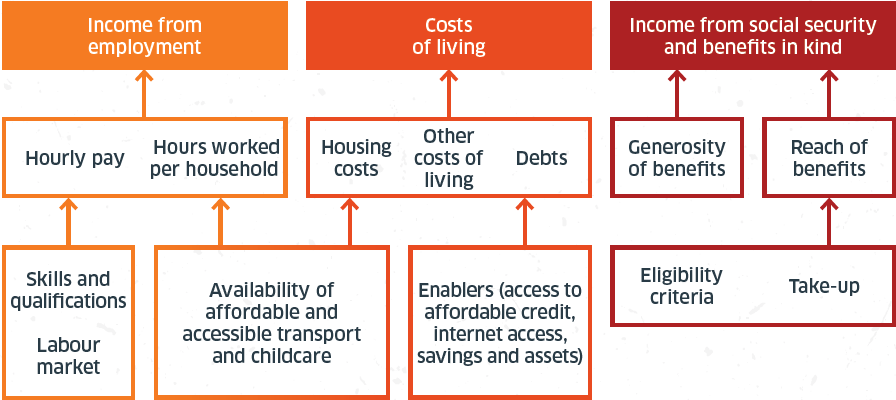 Income from
employment
Costs
of living
Income from social security
and benefits in kind
Hourly pay
Hours worked
per household
Housing
costs
Other
costs of
living
Debts
Generosity
of benefits
Reach of
benefits
Skills and
qualifications
Labour
market
Availability of
affordable and
accessible transport
and childcare
Enablers (access to
affordable credit,
internet access,
savings and assets)
Eligibility
criteria
Take-up